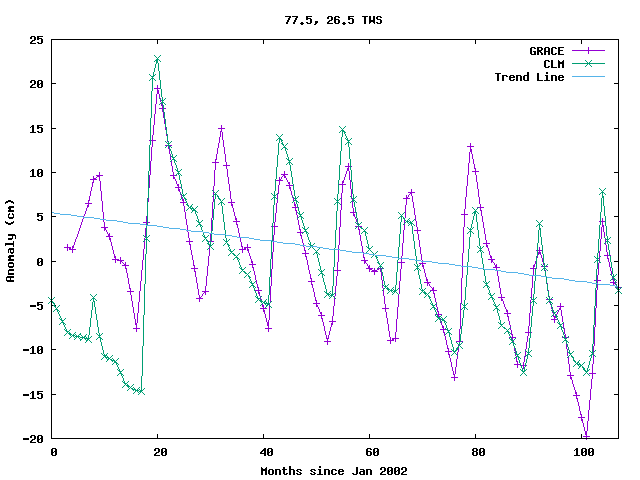 77.5, 26.5 TWS
GRACE
CLM
Trend Line
25
20
15
10
5
0
-5
-10
-15
-20
Anomaly (cm)
0 20 40 60 80 100
Months since Jan 2002